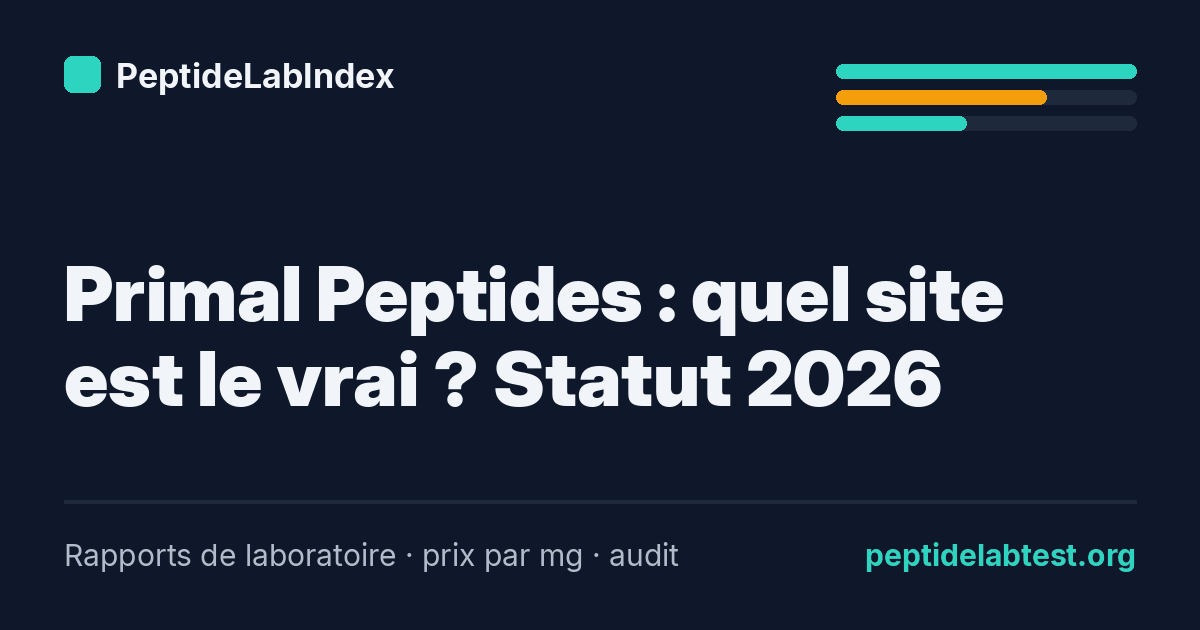 PeptideLabIndex
Primal Peptides : quel site
est le vrai ? Statut 2026
Rapports de laboratoire · prix par mg · audit
peptidelabtest.org